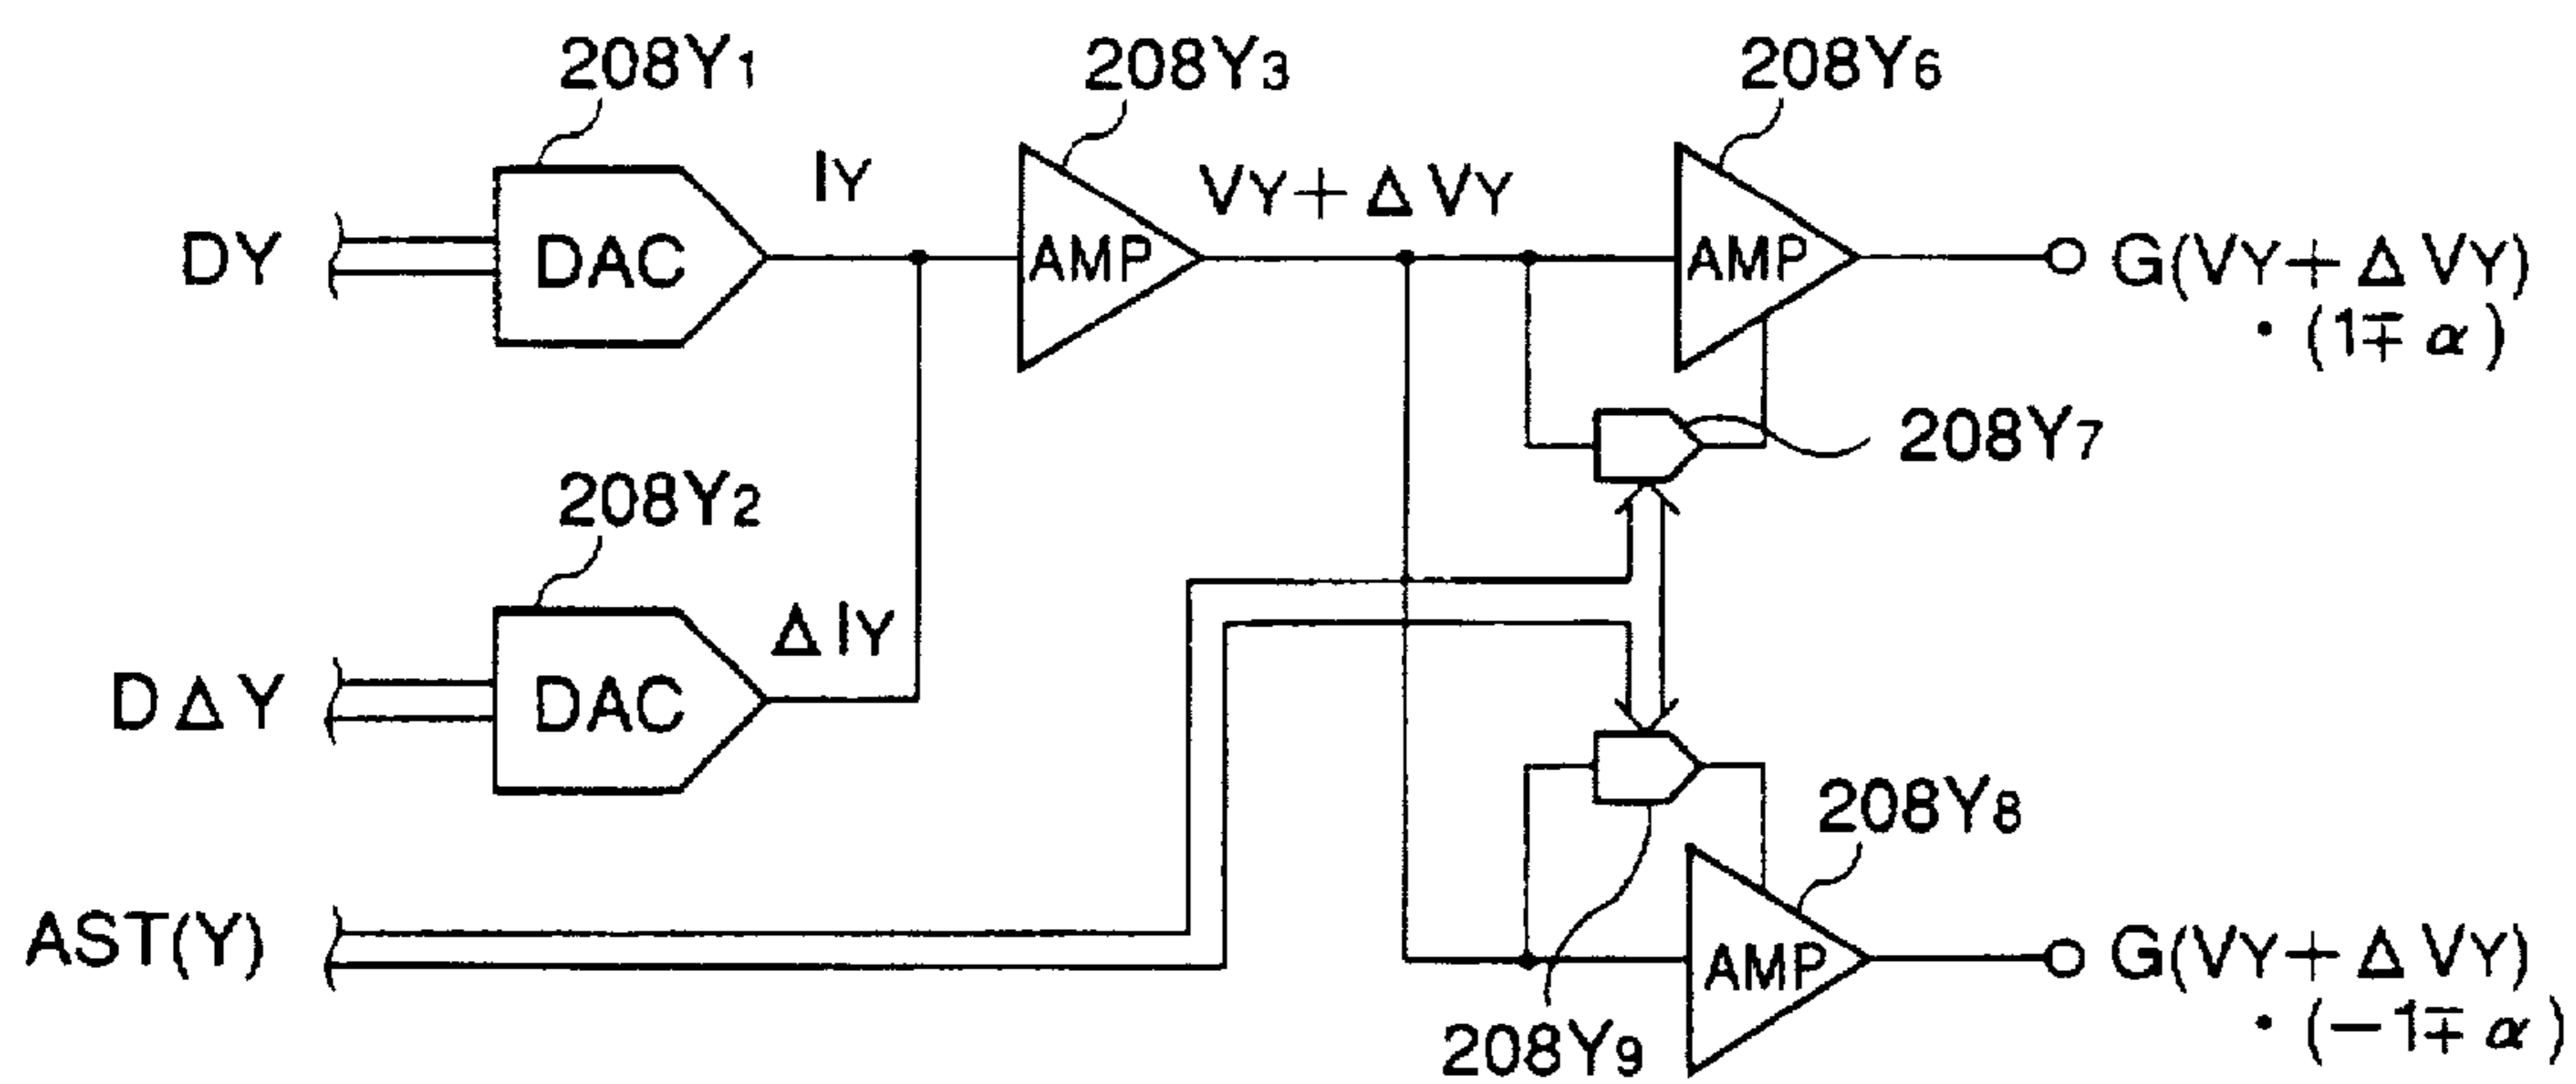 208Y1 208Y3 208Y6
IY VY+ΔVY
DY DAC AMP AMP G(VY+ΔVY)
·(1∓α)
208Y7
208Y2
ΔIY
DΔY DAC
208Y8
AST(Y) AMP G(VY+ΔVY)
·(−1∓α)
208Y9